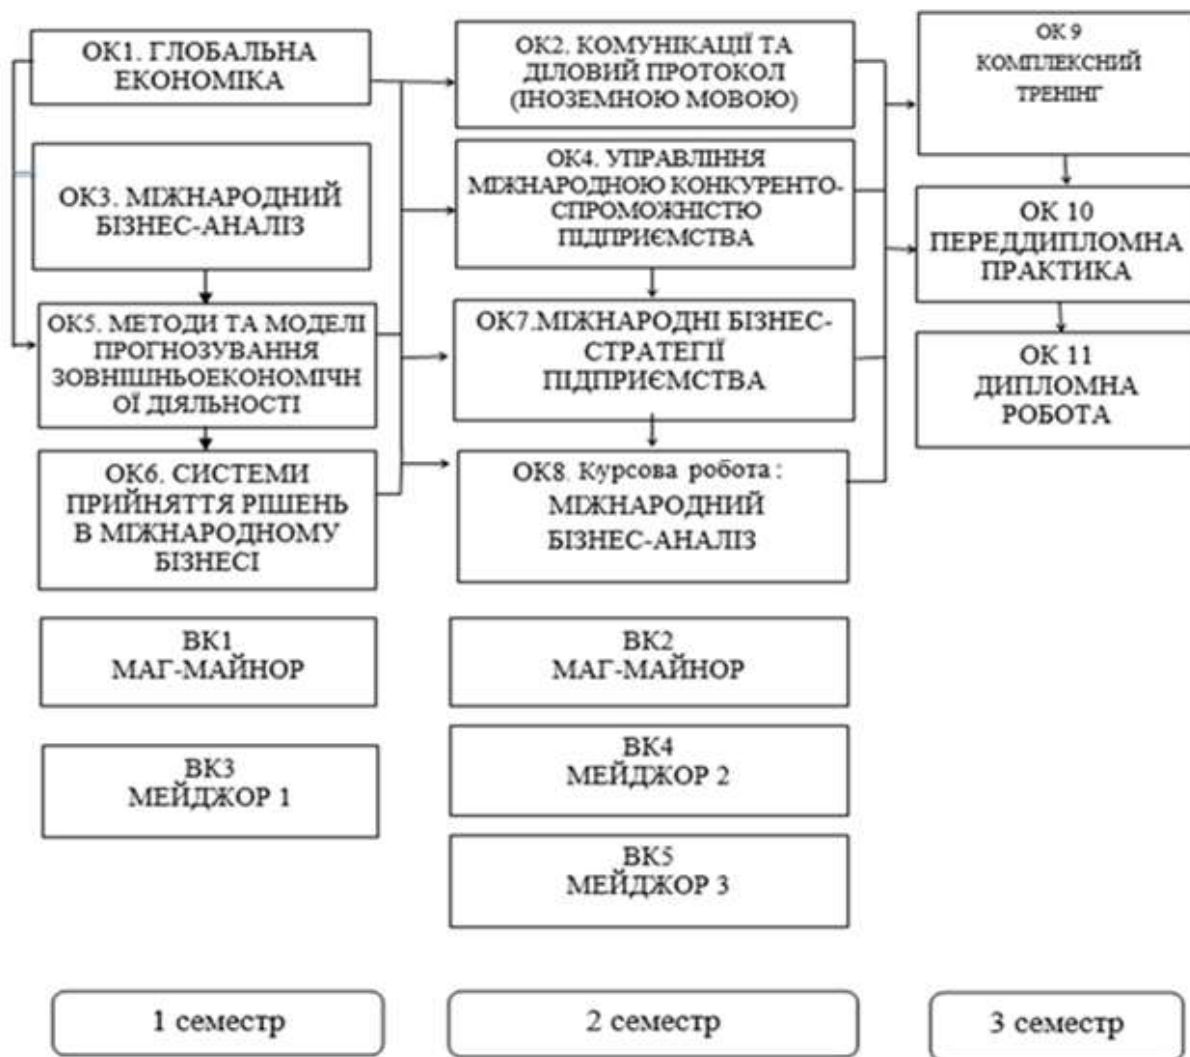 ОК1. ГЛОБАЛЬНА
ЕКОНОМІКА
ОК3. МІЖНАРОДНИЙ
БІЗНЕС-АНАЛІЗ
ОК5. МЕТОДИ ТА МОДЕЛІ
ПРОГНОЗУВАННЯ
ЗОВНІШНЬОЕКОНОМІЧН
ОЇ ДІЯЛЬНОСТІ
ОК6. СИСТЕМИ
ПРИЙНЯТТЯ РІШЕНЬ
В МІЖНАРОДНОМУ
БІЗНЕСІ
ВК1
МАГ-МАЙНОР
ВК3
МЕЙДЖОР 1
1 семестр
ОК2. КОМУНІКАЦІЇ ТА
ДІЛОВИЙ ПРОТОКОЛ
(ІНОЗЕМНОЮ МОВОЮ)
ОК4. УПРАВЛІННЯ
МІЖНАРОДНОЮ КОНКУРЕНТО-
СПРОМОЖНІСТЮ
ПІДПРИЄМСТВА
ОК7.МІЖНАРОДНІ БІЗНЕС-
СТРАТЕГІЇ
ПІДПРИЄМСТВА
ОК8. Курсова робота :
МІЖНАРОДНИЙ
БІЗНЕС-АНАЛІЗ
ВК2
МАГ-МАЙНОР
ВК4
МЕЙДЖОР 2
ВК5
МЕЙДЖОР 3
2 семестр
ОК 9
КОМПЛЕКСНИЙ
ТРЕНІНГ
ОК 10
ПЕРЕДДИПЛОМНА
ПРАКТИКА
ОК 11
ДИПЛОМНА
РОБОТА
3 семестр